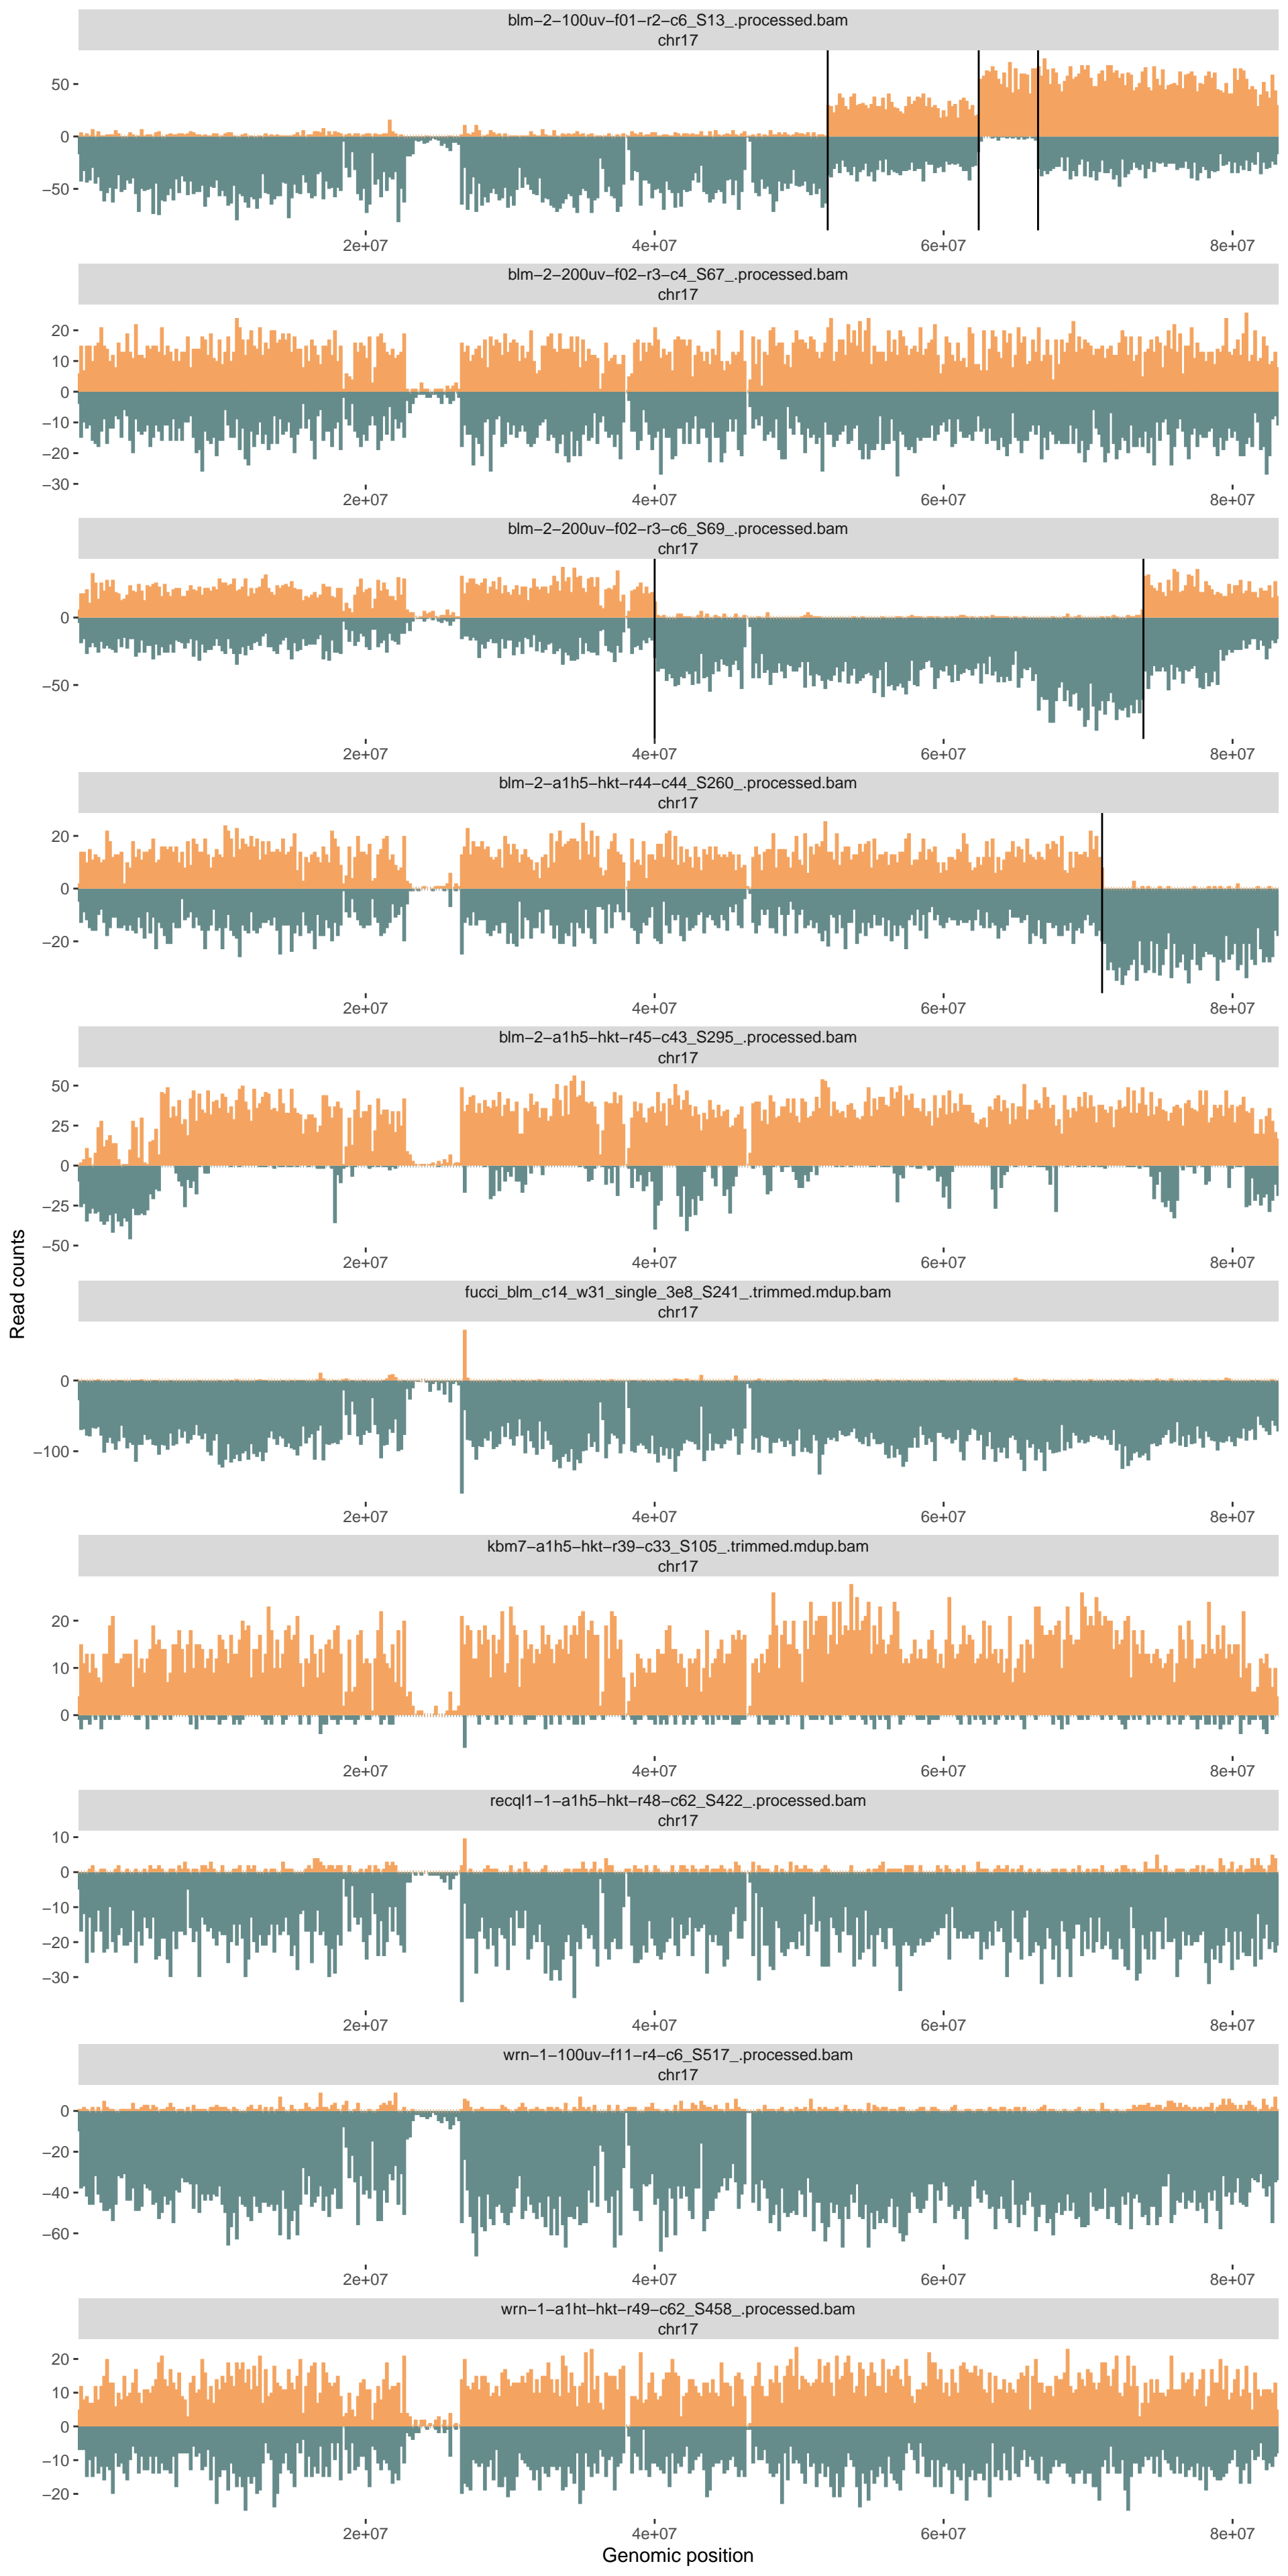 blm−2−100uv−f01−r2−c6_S13_.processed.bam
chr17
50
0
−50
2e+07 4e+07 6e+07 8e+07
blm−2−200uv−f02−r3−c4_S67_.processed.bam
chr17
20
10
0
−10
−20
−30
2e+07 4e+07 6e+07 8e+07
blm−2−200uv−f02−r3−c6_S69_.processed.bam
chr17
0
−50
2e+07 4e+07 6e+07 8e+07
blm−2−a1h5−hkt−r44−c44_S260_.processed.bam
chr17
20
0
−20
2e+07 4e+07 6e+07 8e+07
blm−2−a1h5−hkt−r45−c43_S295_.processed.bam
chr17
50
25
0
−25
−50
2e+07 4e+07 6e+07 8e+07
Read counts
fucci_blm_c14_w31_single_3e8_S241_.trimmed.mdup.bam
chr17
0
−100
2e+07 4e+07 6e+07 8e+07
kbm7−a1h5−hkt−r39−c33_S105_.trimmed.mdup.bam
chr17
20
10
0
2e+07 4e+07 6e+07 8e+07
recql1−1−a1h5−hkt−r48−c62_S422_.processed.bam
chr17
10
0
−10
−20
−30
2e+07 4e+07 6e+07 8e+07
wrn−1−100uv−f11−r4−c6_S517_.processed.bam
chr17
0
−20
−40
−60
2e+07 4e+07 6e+07 8e+07
wrn−1−a1ht−hkt−r49−c62_S458_.processed.bam
chr17
20
10
0
−10
−20
2e+07 4e+07 6e+07 8e+07
Genomic position